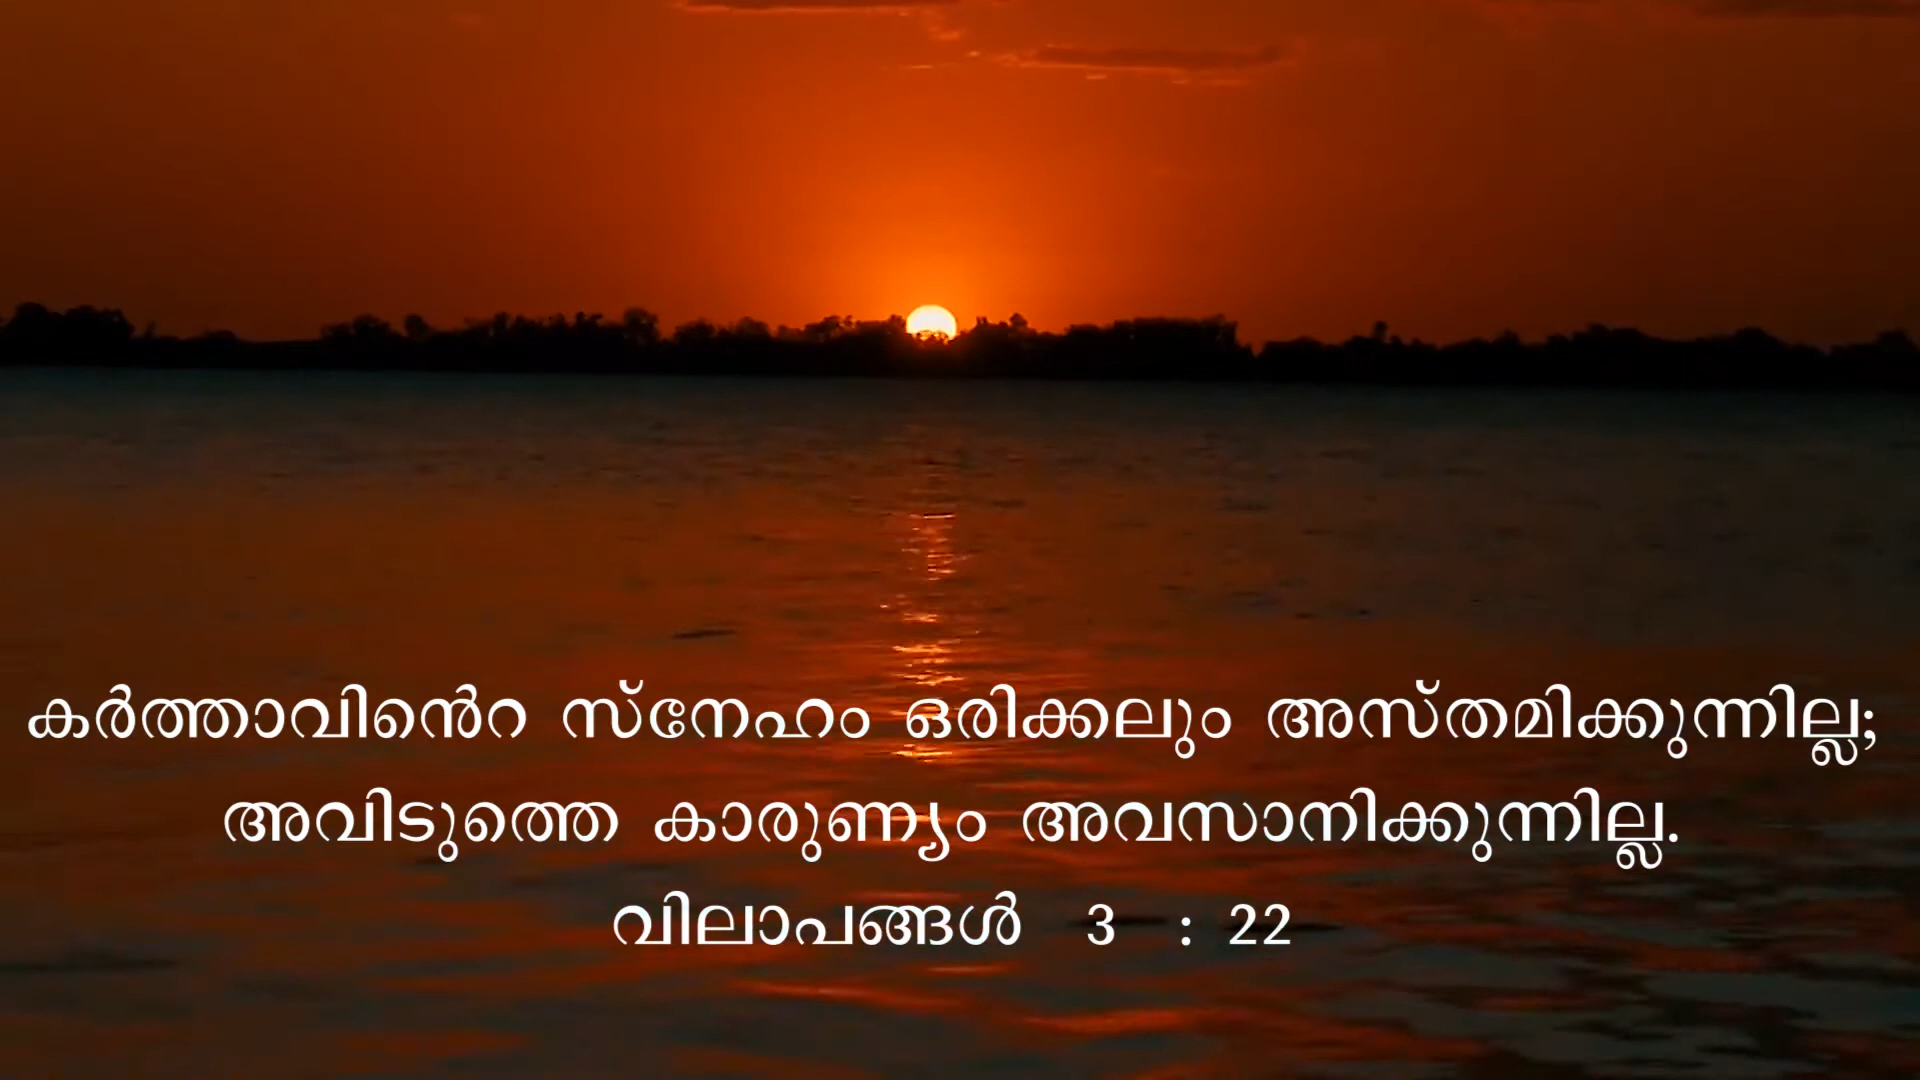 കർത്താവിൻെറ സ്നേഹം ഒരിക്കലും അസ്തമിക്കുന്നില്ല;
അവിടുത്തെ കാരുണ്യം അവസാനിക്കുന്നില്ല.
വിലാപങ്ങൾ 3 : 22